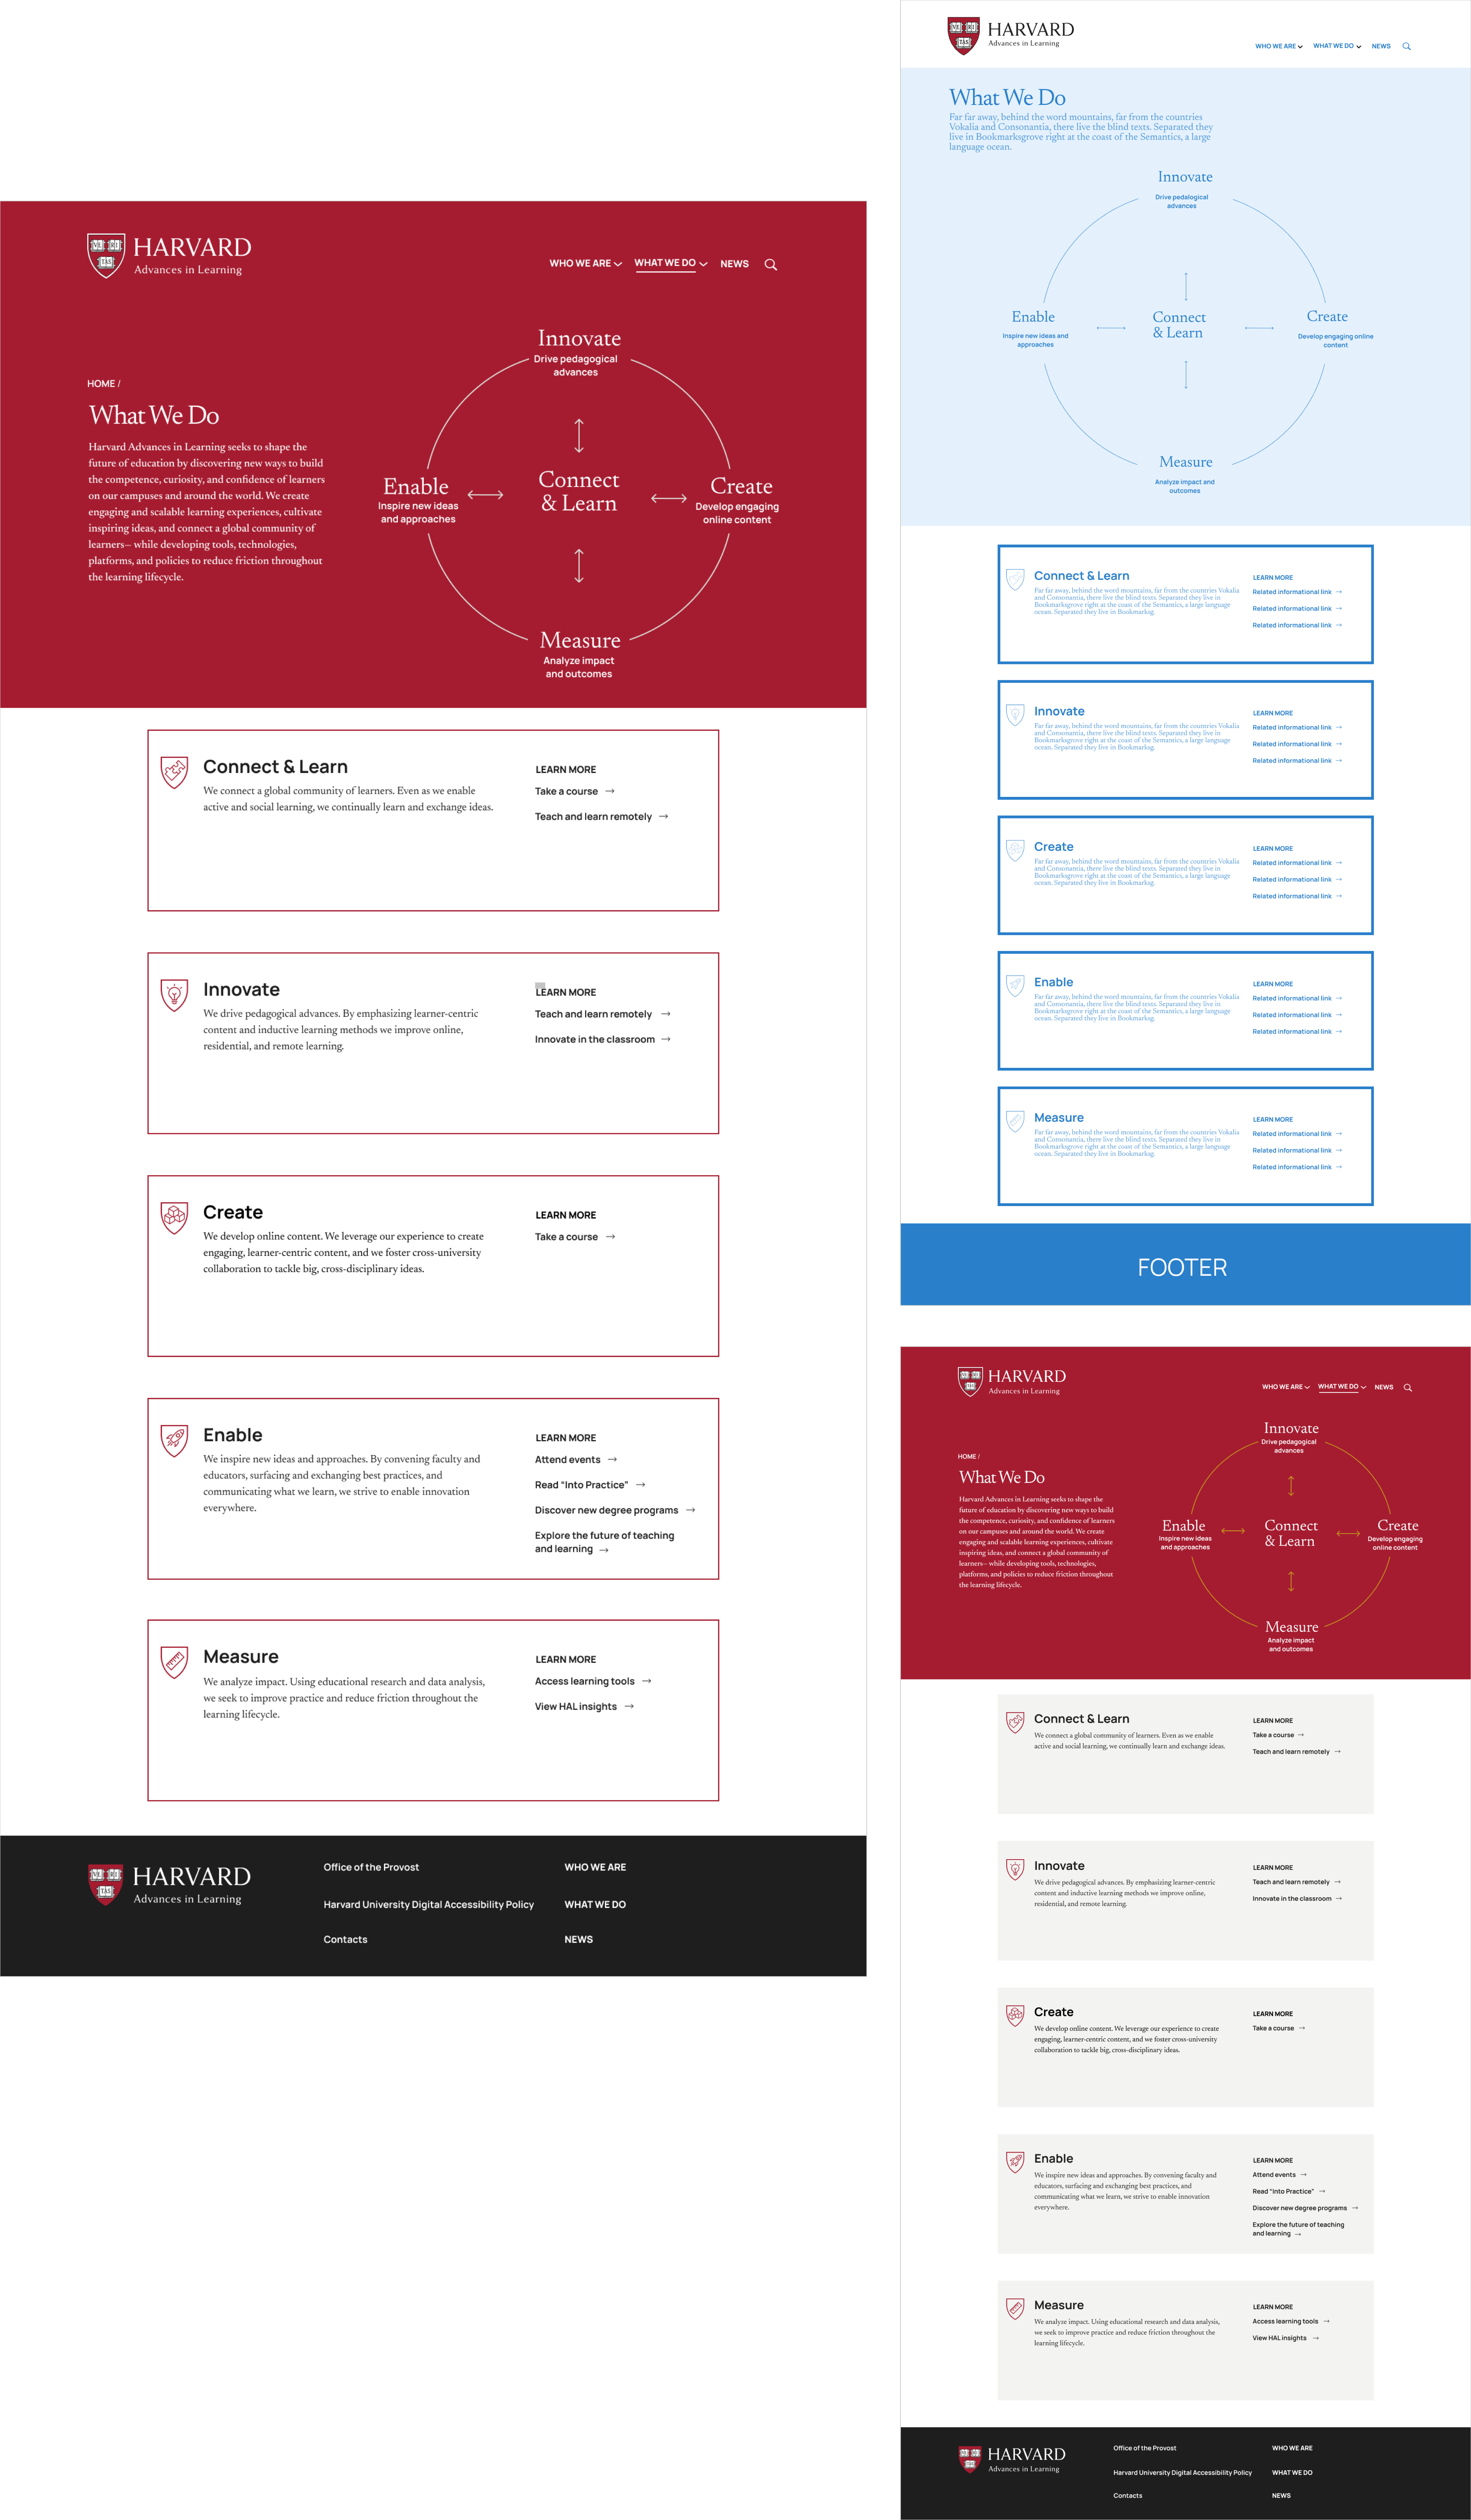 HARVARD
Advances in Learning
WHO WE ARE
WHAT WE DO
NEWS
HOME /
What We Do
Harvard Advances in Learning seeks to shape the
future of education by discovering new ways to build
the competence, curiosity, and confidence of learners
on our campuses and around the world. We create
engaging and scalable learning experiences, cultivate
inspiring ideas, and connect a global community of
learners— while developing tools, technologies,
platforms, and policies to reduce friction throughout
the learning lifecycle.
Innovate
Drive pedagogical
advances
Enable
Inspire new ideas
and approaches
Connect
& Learn
Create
Develop engaging
online content
Measure
Analyze impact
and outcomes
Connect & Learn
We connect a global community of learners. Even as we enable
active and social learning, we continually learn and exchange ideas.
LEARN MORE
Take a course →
Teach and learn remotely →
Innovate
We drive pedagogical advances. By emphasizing learner-centric
content and inductive learning methods we improve online,
residential, and remote learning.
LEARN MORE
Teach and learn remotely →
Innovate in the classroom →
Create
We develop online content. We leverage our experience to create
engaging, learner-centric content, and we foster cross-university
collaboration to tackle big, cross-disciplinary ideas.
LEARN MORE
Take a course →
Enable
We inspire new ideas and approaches. By convening faculty and
educators, surfacing and exchanging best practices, and
communicating what we learn, we strive to enable innovation
everywhere.
LEARN MORE
Attend events →
Read “Into Practice” →
Discover new degree programs →
Explore the future of teaching
and learning →
Measure
We analyze impact. Using educational research and data analysis,
we seek to improve practice and reduce friction throughout the
learning lifecycle.
LEARN MORE
Access learning tools →
View HAL insights →
HARVARD
Advances in Learning
Office of the Provost
Harvard University Digital Accessibility Policy
Contacts
WHO WE ARE
WHAT WE DO
NEWS
HARVARD
Advances in Learning
WHO WE ARE
WHAT WE DO
NEWS
What We Do
Far far away, behind the word mountains, far from the countries
Vokalia and Consonantia, there live the blind texts. Separated they
live in Bookmarksgrove right at the coast of the Semantics, a large
language ocean.
Innovate
Drive pedalogical
advances
Enable
Inspire new ideas and
approaches
Connect
& Learn
Create
Develop engaging online
content
Measure
Analyze impact and
outcomes
Connect & Learn
Far far away, behind the word mountains, far from the countries Vokalia
and Consonantia, there live the blind texts. Separated they live in
Bookmarksgrove right at the coast of the Semantics, a large language
ocean. Separated they live in Bookmarksg.
LEARN MORE
Related informational link →
Related informational link →
Related informational link →
Innovate
Far far away, behind the word mountains, far from the countries Vokalia
and Consonantia, there live the blind texts. Separated they live in
Bookmarksgrove right at the coast of the Semantics, a large language
ocean. Separated they live in Bookmarksg.
LEARN MORE
Related informational link →
Related informational link →
Related informational link →
Create
Far far away, behind the word mountains, far from the countries Vokalia
and Consonantia, there live the blind texts. Separated they live in
Bookmarksgrove right at the coast of the Semantics, a large language
ocean. Separated they live in Bookmarksg.
LEARN MORE
Related informational link →
Related informational link →
Related informational link →
Enable
Far far away, behind the word mountains, far from the countries Vokalia
and Consonantia, there live the blind texts. Separated they live in
Bookmarksgrove right at the coast of the Semantics, a large language
ocean. Separated they live in Bookmarksg.
LEARN MORE
Related informational link →
Related informational link →
Related informational link →
Measure
Far far away, behind the word mountains, far from the countries Vokalia
and Consonantia, there live the blind texts. Separated they live in
Bookmarksgrove right at the coast of the Semantics, a large language
ocean. Separated they live in Bookmarksg.
LEARN MORE
Related informational link →
Related informational link →
Related informational link →
FOOTER
HARVARD
Advances in Learning
WHO WE ARE
WHAT WE DO
NEWS
HOME /
What We Do
Harvard Advances in Learning seeks to shape the
future of education by discovering new ways to build
the competence, curiosity, and confidence of learners
on our campuses and around the world. We create
engaging and scalable learning experiences, cultivate
inspiring ideas, and connect a global community of
learners— while developing tools, technologies,
platforms, and policies to reduce friction throughout
the learning lifecycle.
Innovate
Drive pedagogical
advances
Enable
Inspire new ideas
and approaches
Connect
& Learn
Create
Develop engaging
online content
Measure
Analyze impact
and outcomes
Connect & Learn
We connect a global community of learners. Even as we enable
active and social learning, we continually learn and exchange ideas.
LEARN MORE
Take a course →
Teach and learn remotely →
Innovate
We drive pedagogical advances. By emphasizing learner-centric
content and inductive learning methods we improve online,
residential, and remote learning.
LEARN MORE
Teach and learn remotely →
Innovate in the classroom →
Create
We develop online content. We leverage our experience to create
engaging, learner-centric content, and we foster cross-university
collaboration to tackle big, cross-disciplinary ideas.
LEARN MORE
Take a course →
Enable
We inspire new ideas and approaches. By convening faculty and
educators, surfacing and exchanging best practices, and
communicating what we learn, we strive to enable innovation
everywhere.
LEARN MORE
Attend events →
Read “Into Practice” →
Discover new degree programs →
Explore the future of teaching
and learning →
Measure
We analyze impact. Using educational research and data analysis,
we seek to improve practice and reduce friction throughout the
learning lifecycle.
LEARN MORE
Access learning tools →
View HAL insights →
HARVARD
Advances in Learning
Office of the Provost
Harvard University Digital Accessibility Policy
Contacts
WHO WE ARE
WHAT WE DO
NEWS